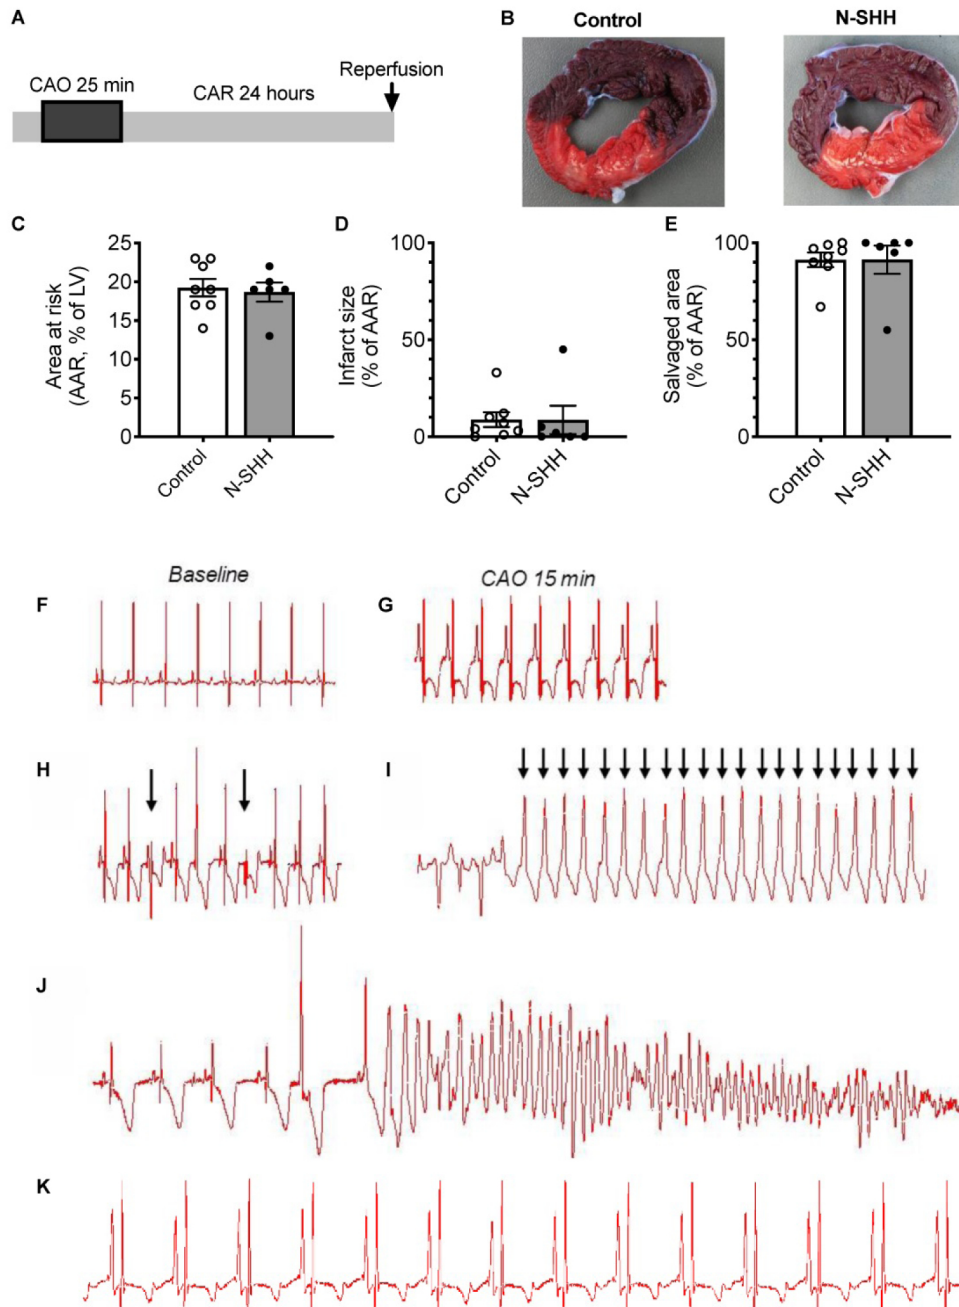 A
CAO 25 min
CAR 24 hours
Reperfusion
B
Control
N-SHH
C
Area at risk
(AAR, % of LV)
25
20
15
10
5
0
Control
N-SHH
D
Infarct size
(% of AAR)
100
50
0
Control
N-SHH
E
Salvaged area
(% of AAR)
100
50
0
Control
N-SHH
Baseline
CAO 15 min
F
G
H
I
J
K